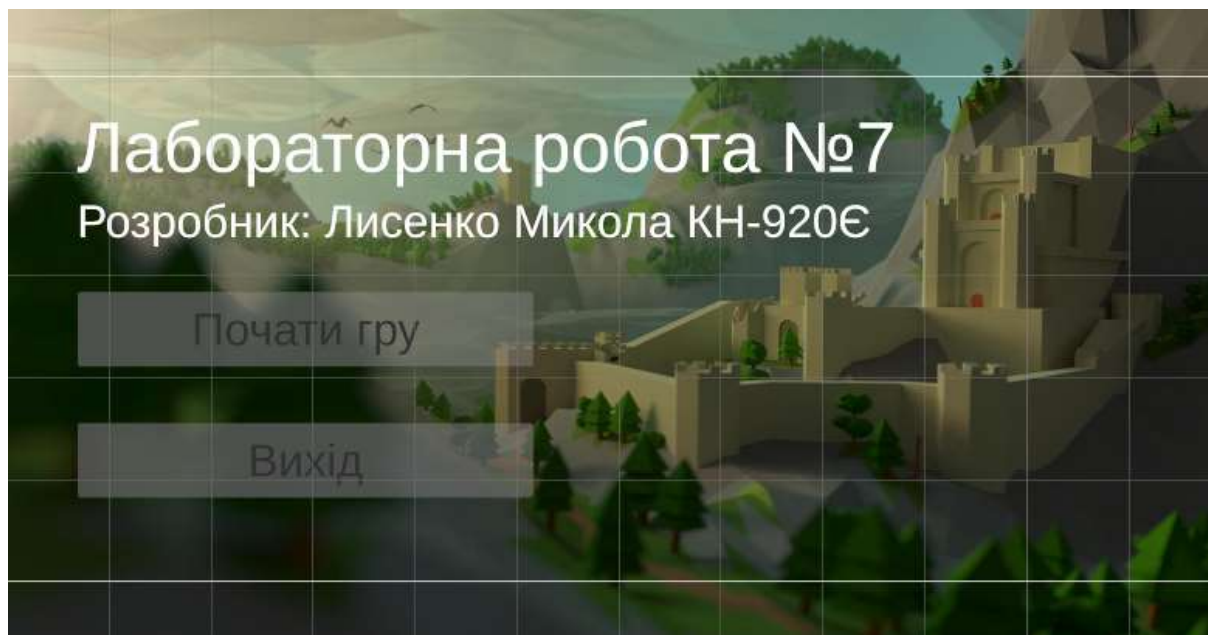 Лабораторна робота №7
Розробник: Лисенко Микола КН-920Є
Почати гру
Вихід